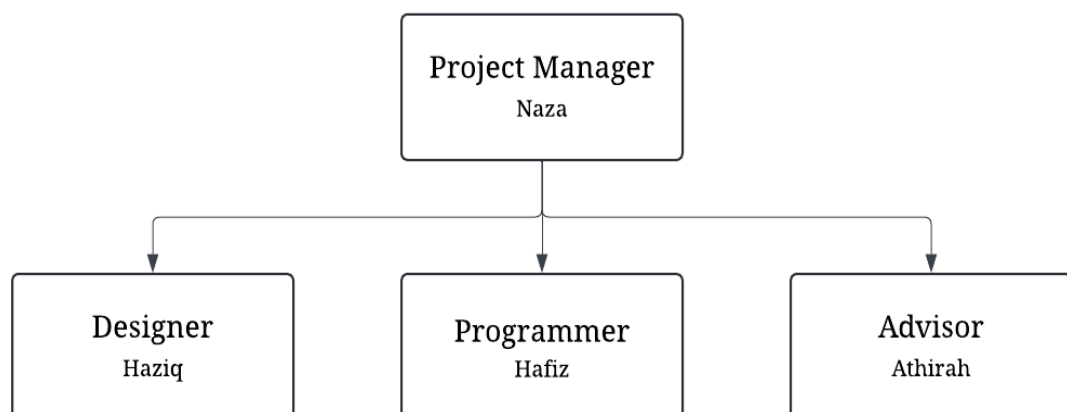 Project Manager
Naza
Designer
Haziq
Programmer
Hafiz
Advisor
Athirah